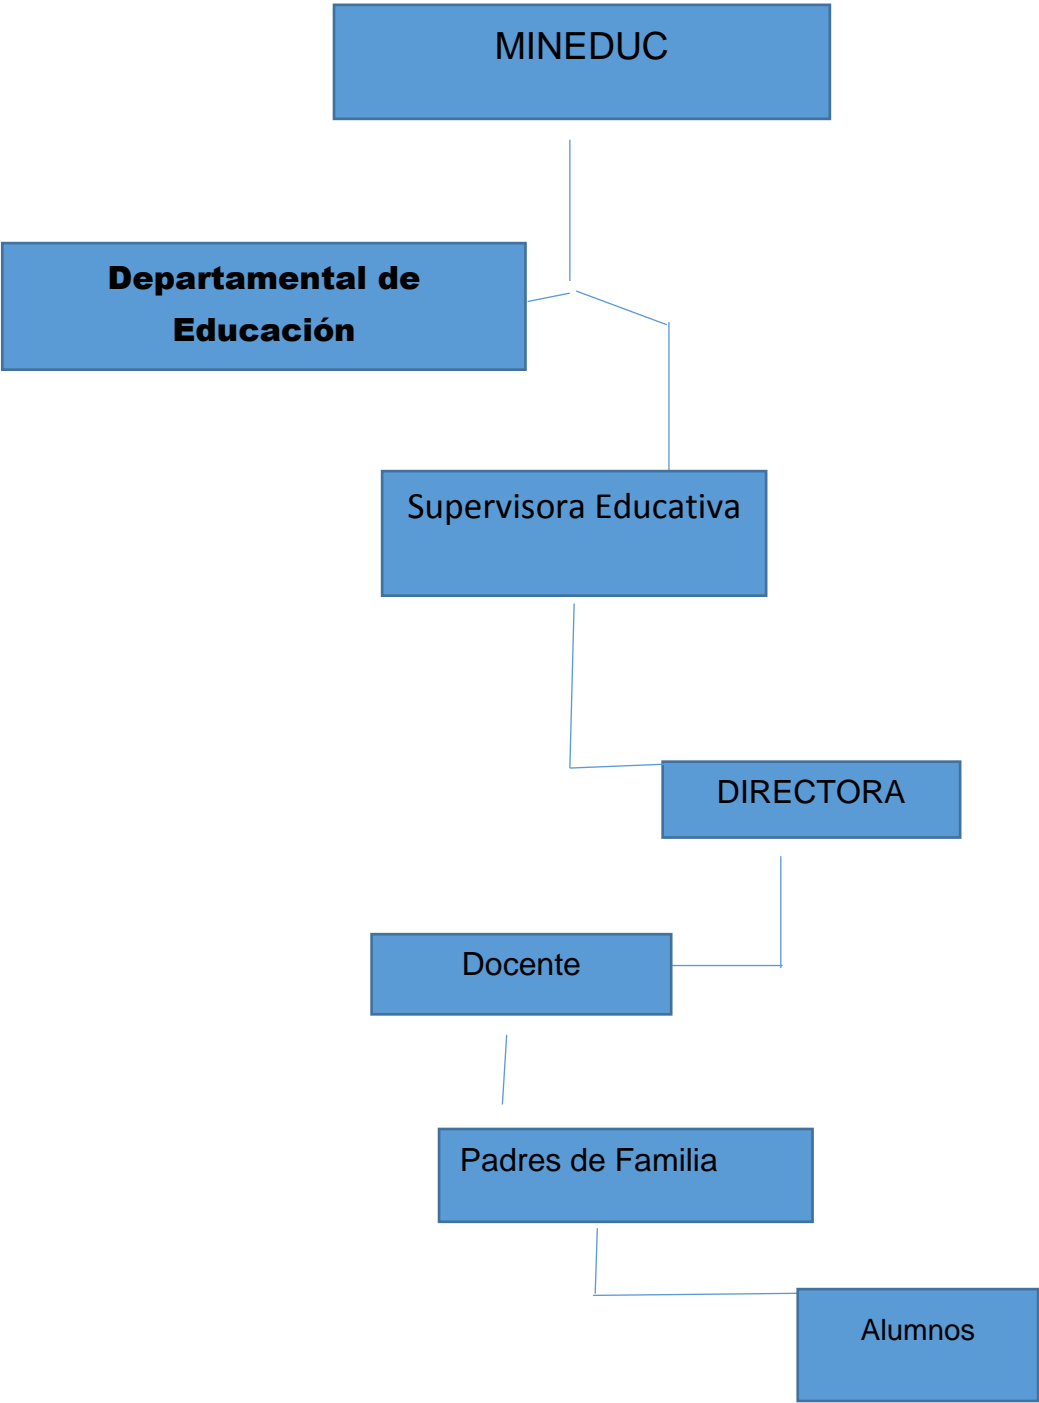 MINEDUC
Departamental de
Educación
Supervisora Educativa
DIRECTORA
Docente
Padres de Familia
Alumnos